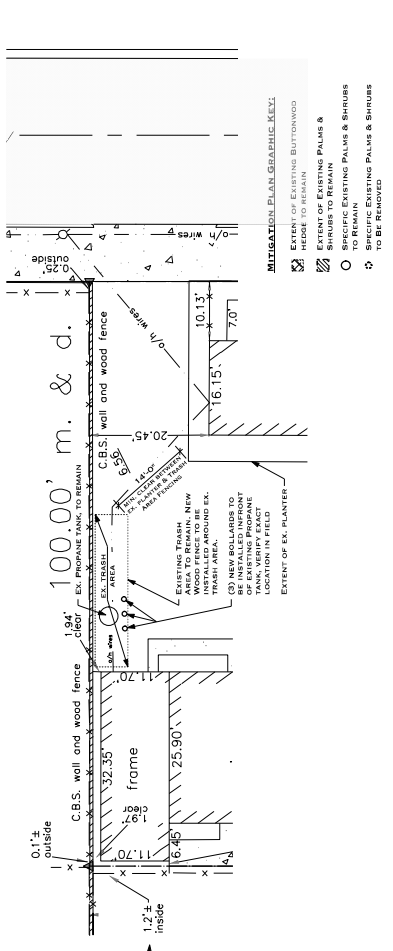 MITIGATION PLAN GRAPHIC KEY:
EXTENT OF EXISTING BUTTONWOOD
HEDGE TO REMAIN
EXTENT OF EXISTING PALMS &
SHRUBS TO REMAIN
SPECIFIC EXISTING PALMS & SHRUBS
TO REMAIN
SPECIFIC EXISTING PALMS & SHRUBS
TO BE REMOVED
o/h wires
0.25'
outside
100.00' m. & d.
C.B.S. wall and wood fence
o/h wires
10.13'
7.0'
16.15'
20.45'
6.56
14'-0"
MIN. CLEAR BETWEEN
EX. PLANTER & TRASH
AREA FENCING
EX. PROPANE TANK, TO REMAIN
EX. TRASH
AREA
o/h wires
EXISTING TRASH
AREA TO REMAIN. NEW
WOOD FENCE TO BE
INSTALLED AROUND EX.
TRASH AREA.
(3) NEW BOLLARDS TO
BE INSTALLED INFRONT
OF EXISTING PROPANE
TANK, VERIFY EXACT
LOCATION IN FIELD
EXTENT OF EX. PLANTER
1.94'
clear
C.B.S. wall and wood fence
11.70'
32.35'
frame
25.90'
1.97'
clear
11.70'
6.45'
0.1'±
outside
1.2'±
inside